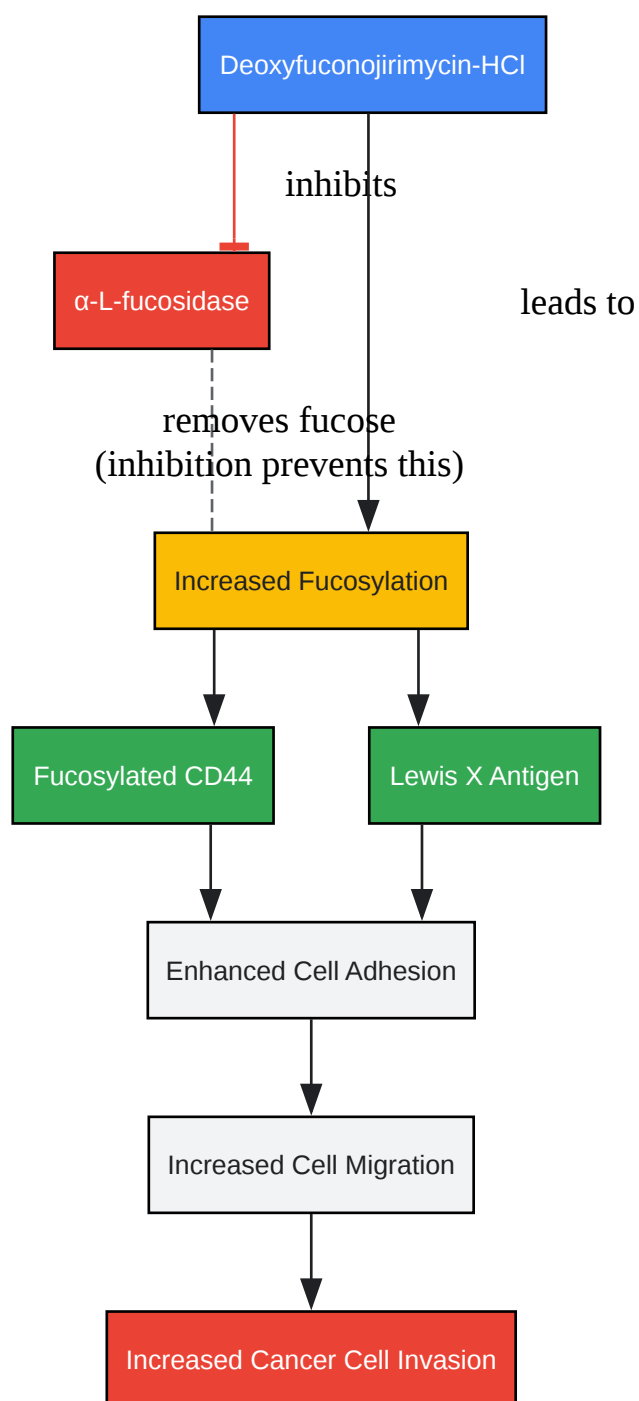 Deoxyfuconojirimycin-HCl
inhibits
α-L-fucosidase
leads to
removes fucose
(inhibition prevents this)
Increased Fucosylation
Fucosylated CD44
Lewis X Antigen
Enhanced Cell Adhesion
Increased Cell Migration
Increased Cancer Cell Invasion